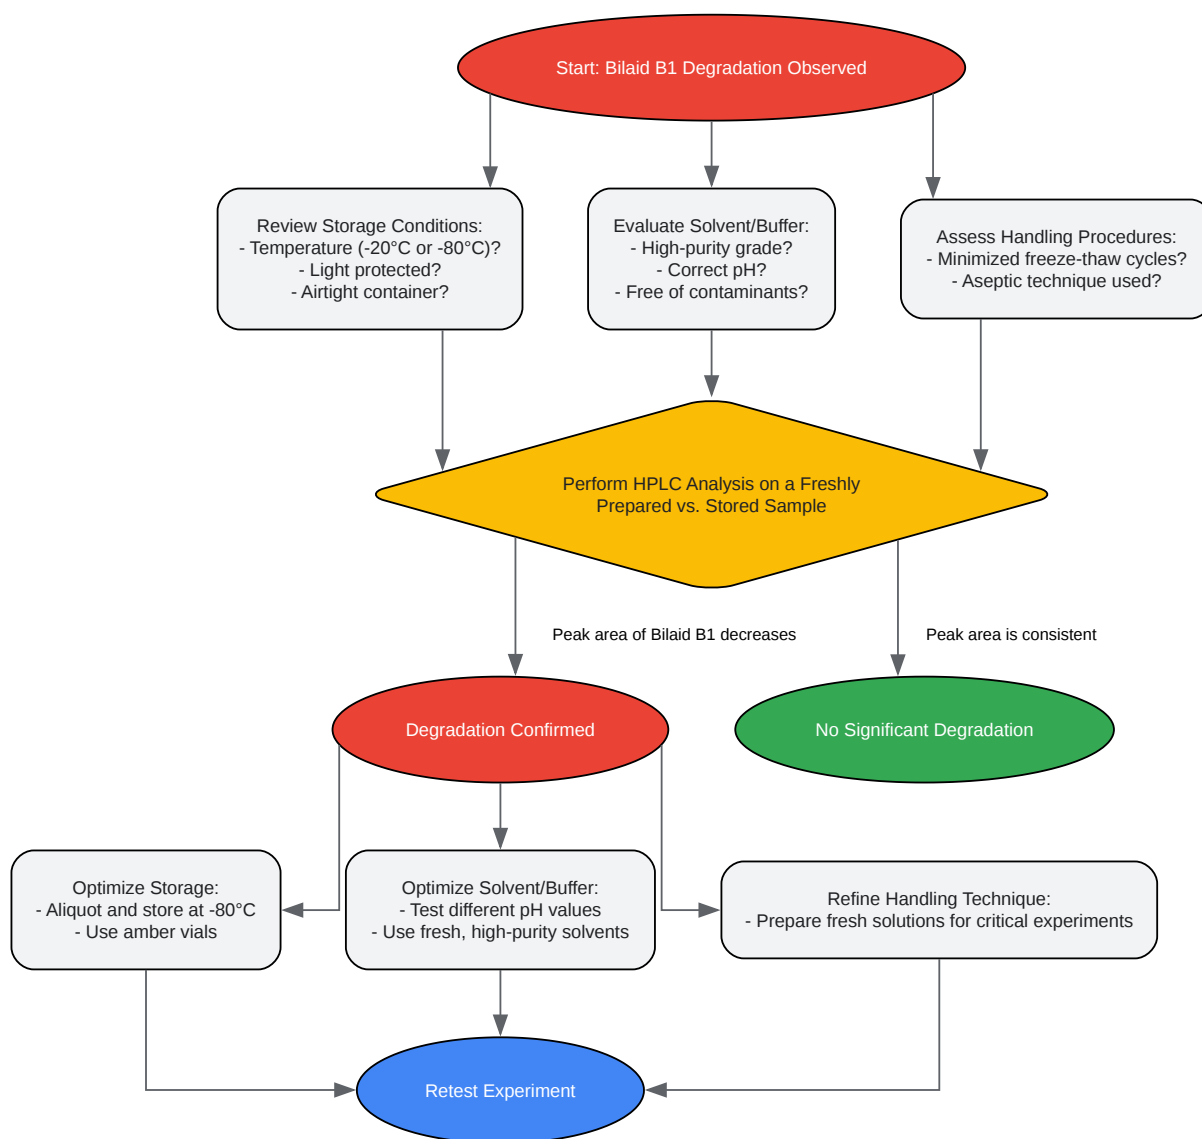 Start: Bilaid B1 Degradation Observed
Review Storage Conditions:
- Temperature (-20°C or -80°C)?
- Light protected?
- Airtight container?
Evaluate Solvent/Buffer:
- High-purity grade?
- Correct pH?
- Free of contaminants?
Assess Handling Procedures:
- Minimized freeze-thaw cycles?
- Aseptic technique used?
Perform HPLC Analysis on a Freshly
Prepared vs. Stored Sample
Peak area of Bilaid B1 decreases
Peak area is consistent
Degradation Confirmed
No Significant Degradation
Optimize Storage:
- Aliquot and store at -80°C
- Use amber vials
Optimize Solvent/Buffer:
- Test different pH values
- Use fresh, high-purity solvents
Refine Handling Technique:
- Prepare fresh solutions for critical experiments
Retest Experiment